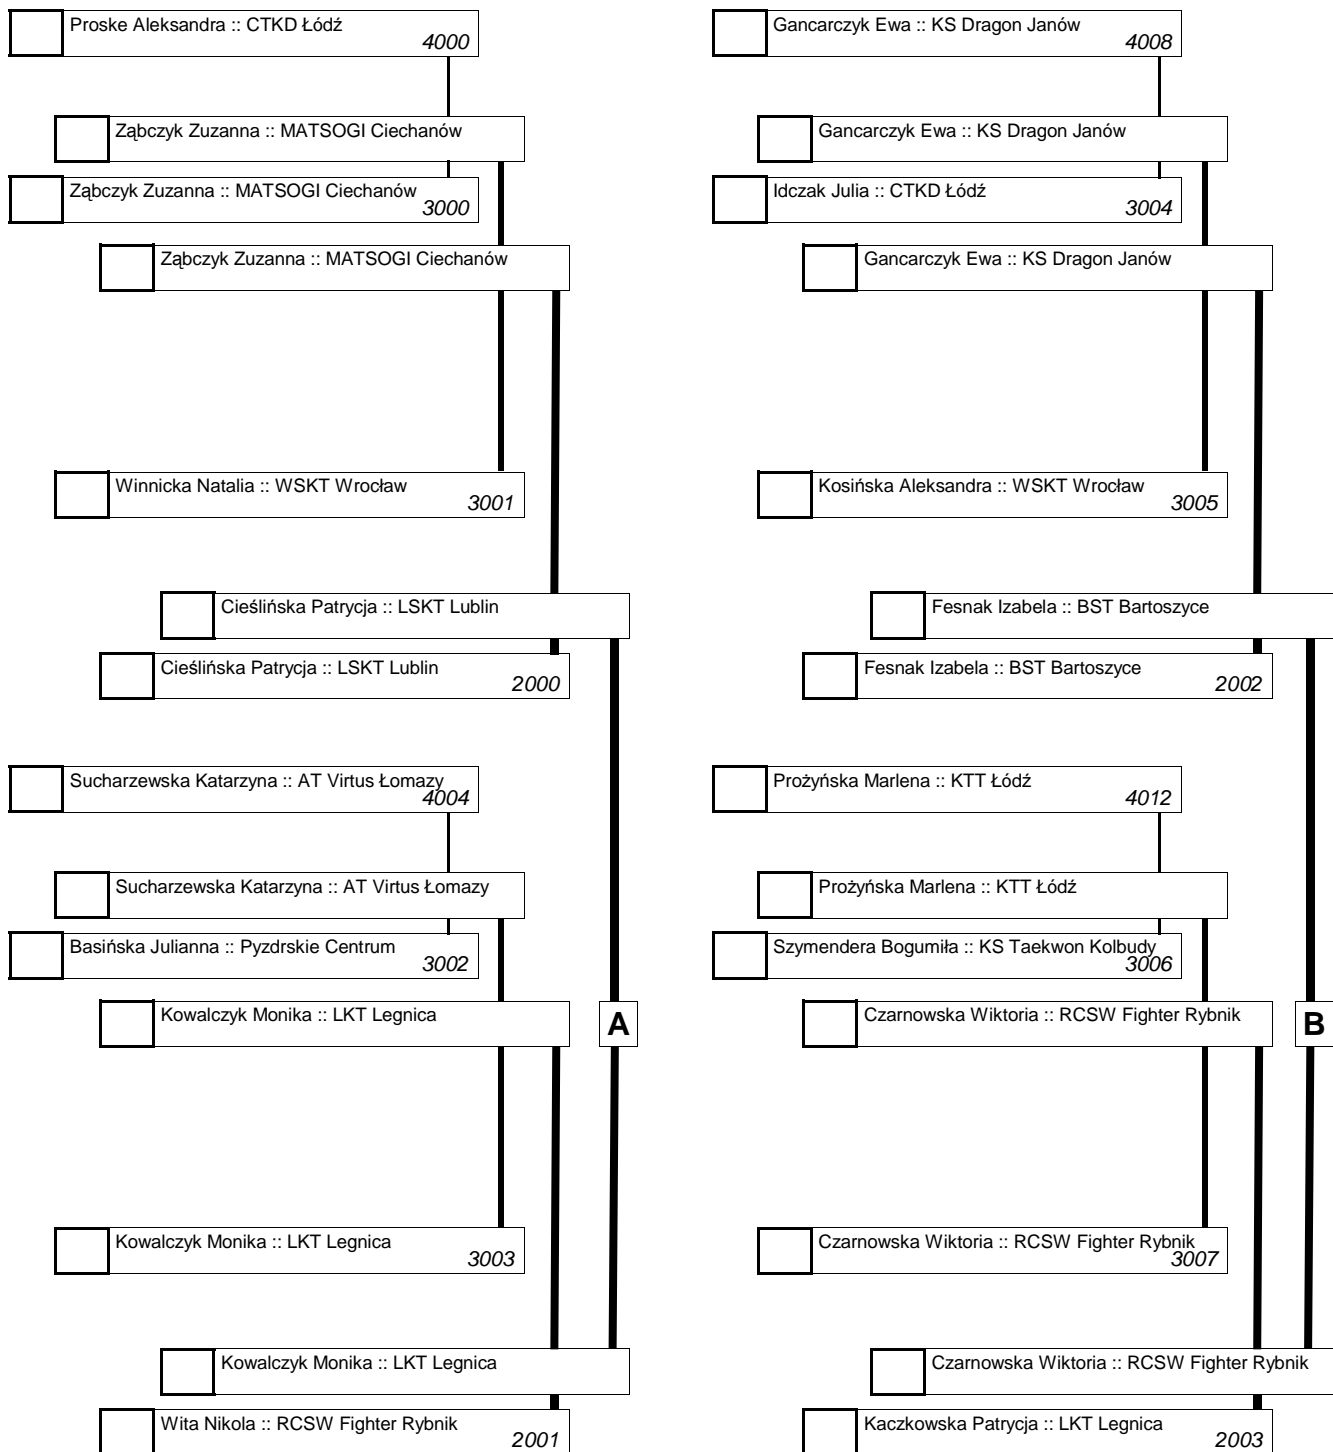 Proske Aleksandra :: CTKD Łódź
4000
Ząbczyk Zuzanna :: MATSOGI Ciechanów
Ząbczyk Zuzanna :: MATSOGI Ciechanów
3000
Ząbczyk Zuzanna :: MATSOGI Ciechanów
Winnicka Natalia :: WSKT Wrocław
3001
Cieślińska Patrycja :: LSKT Lublin
Cieślińska Patrycja :: LSKT Lublin
2000
Sucharzewska Katarzyna :: AT Virtus Łomazy
4004
Sucharzewska Katarzyna :: AT Virtus Łomazy
Basińska Julianna :: Pyzdrskie Centrum
3002
Kowalczyk Monika :: LKT Legnica
A
Kowalczyk Monika :: LKT Legnica
3003
Kowalczyk Monika :: LKT Legnica
Wita Nikola :: RCSW Fighter Rybnik
2001
Gancarczyk Ewa :: KS Dragon Janów
4008
Gancarczyk Ewa :: KS Dragon Janów
Idczak Julia :: CTKD Łódź
3004
Gancarczyk Ewa :: KS Dragon Janów
Kosińska Aleksandra :: WSKT Wrocław
3005
Fesnak Izabela :: BST Bartoszyce
Fesnak Izabela :: BST Bartoszyce
2002
Prożyńska Marlena :: KTT Łódź
4012
Prożyńska Marlena :: KTT Łódź
Szymendera Bogumiła :: KS Taekwon Kolbudy
3006
Czarnowska Wiktoria :: RCSW Fighter Rybnik
B
Czarnowska Wiktoria :: RCSW Fighter Rybnik
3007
Czarnowska Wiktoria :: RCSW Fighter Rybnik
Kaczkowska Patrycja :: LKT Legnica
2003